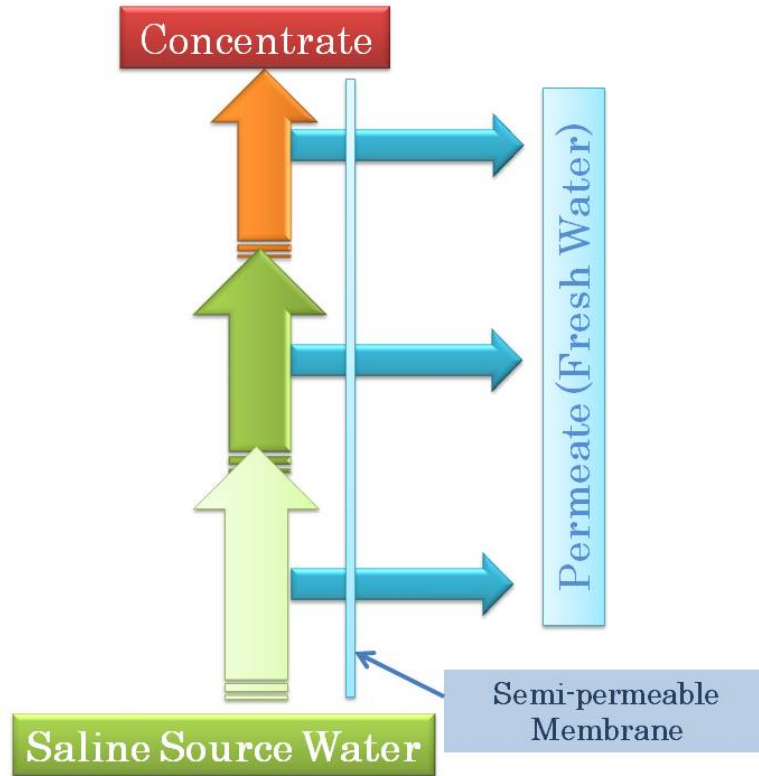 Concentrate
Permeate (Fresh Water)
Semi-permeable
Membrane
Saline Source Water